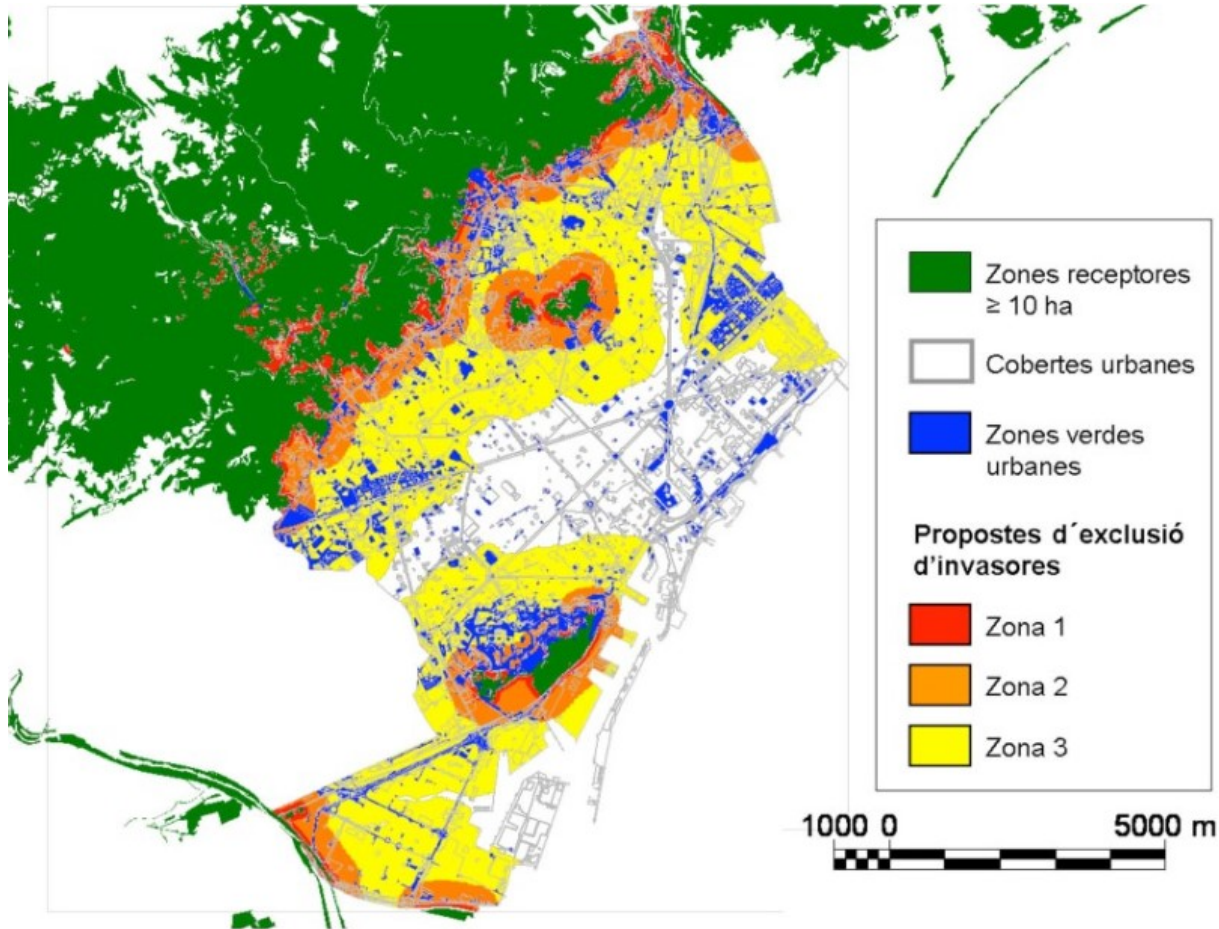 Zones receptores
≥ 10 ha
Cobertes urbanes
Zones verdes
urbanes
Propostes d´exclusió
d’invasores
Zona 1
Zona 2
Zona 3
1000 0 5000 m